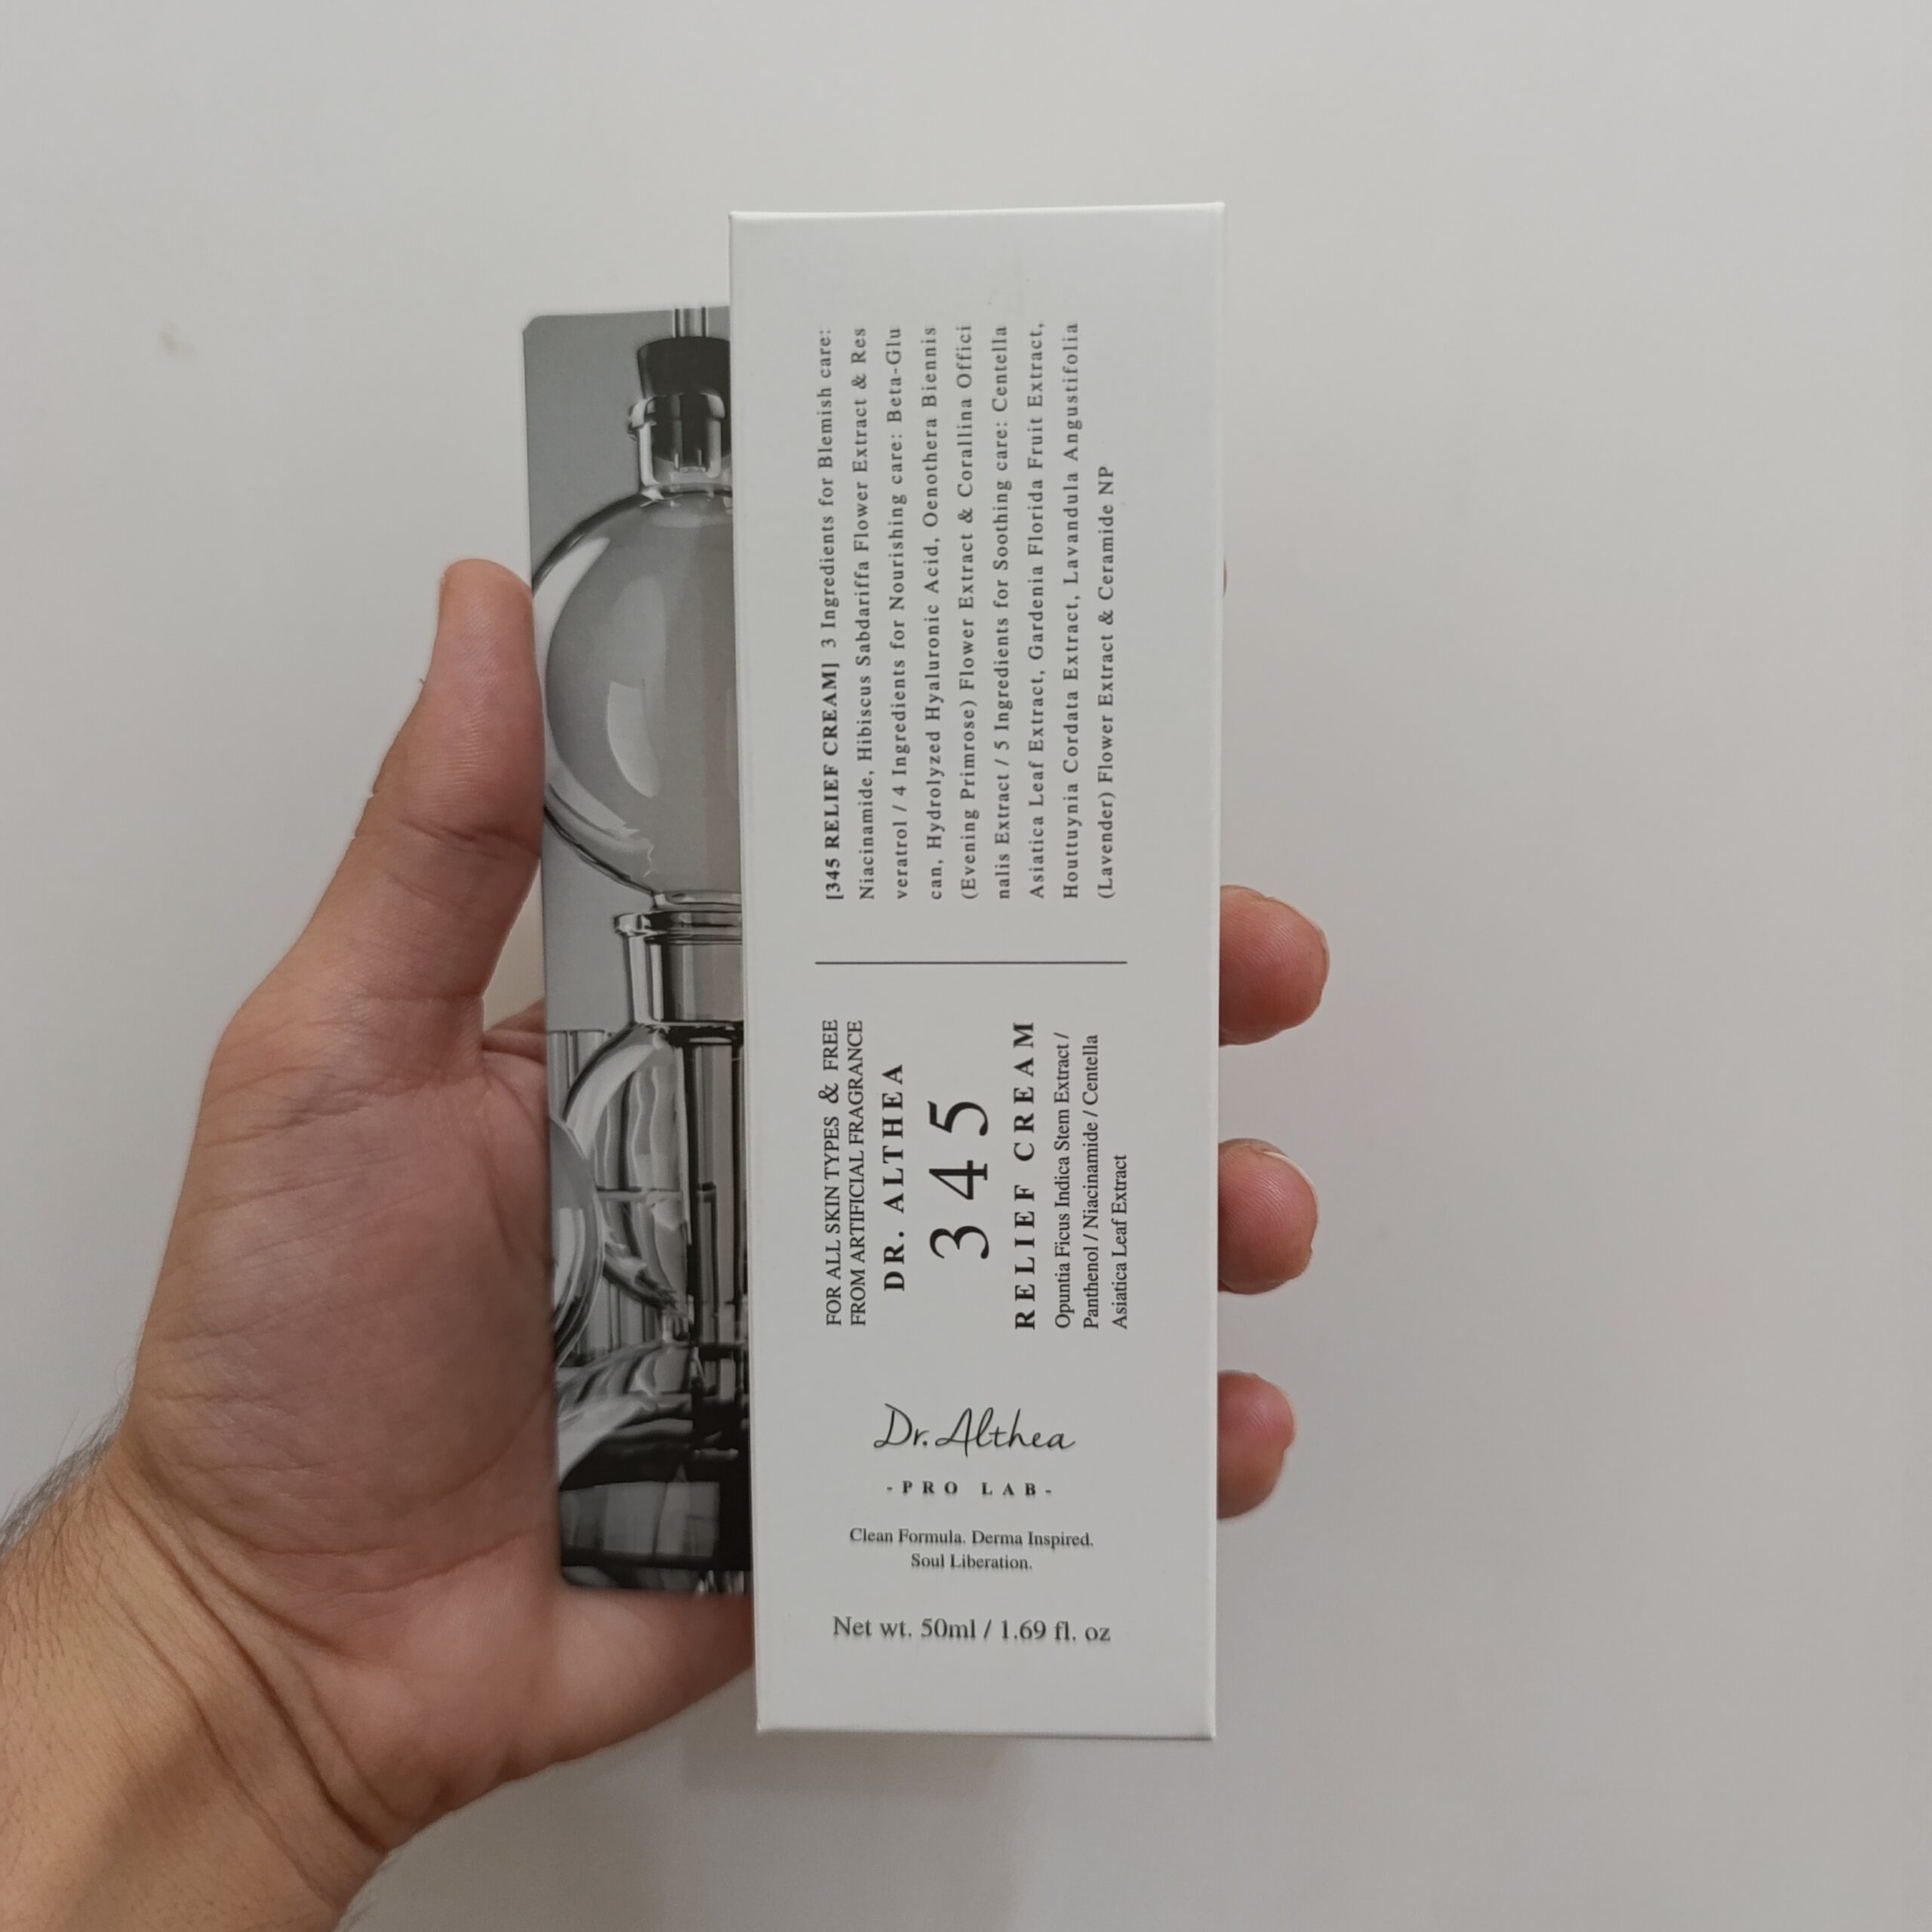 [345 RELIEF CREAM] 3 Ingredients for Blemish care:
Niacinamide, Hibiscus Sabdariffa Flower Extract & Res
veratrol / 4 Ingredients for Nourishing care: Beta-Glu
can, Hydrolyzed Hyaluronic Acid, Oenothera Biennis
(Evening Primrose) Flower Extract & Corallina Offici
nalis Extract / 5 Ingredients for Soothing care: Centella
Asiatica Leaf Extract, Gardenia Florida Fruit Extract,
Houttuynia Cordata Extract, Lavandula Angustifolia
(Lavender) Flower Extract & Ceramide NP
FOR ALL SKIN TYPES & FREE
FROM ARTIFICIAL FRAGRANCE
DR. ALTHEA
345
RELIEF CREAM
Opuntia Ficus Indica Stem Extract /
Panthenol / Niacinamide / Centella
Asiatica Leaf Extract
Dr.Althea
-PRO LAB-
Clean Formula. Derma Inspired.
Soul Liberation.
Net wt. 50ml / 1.69 fl. oz